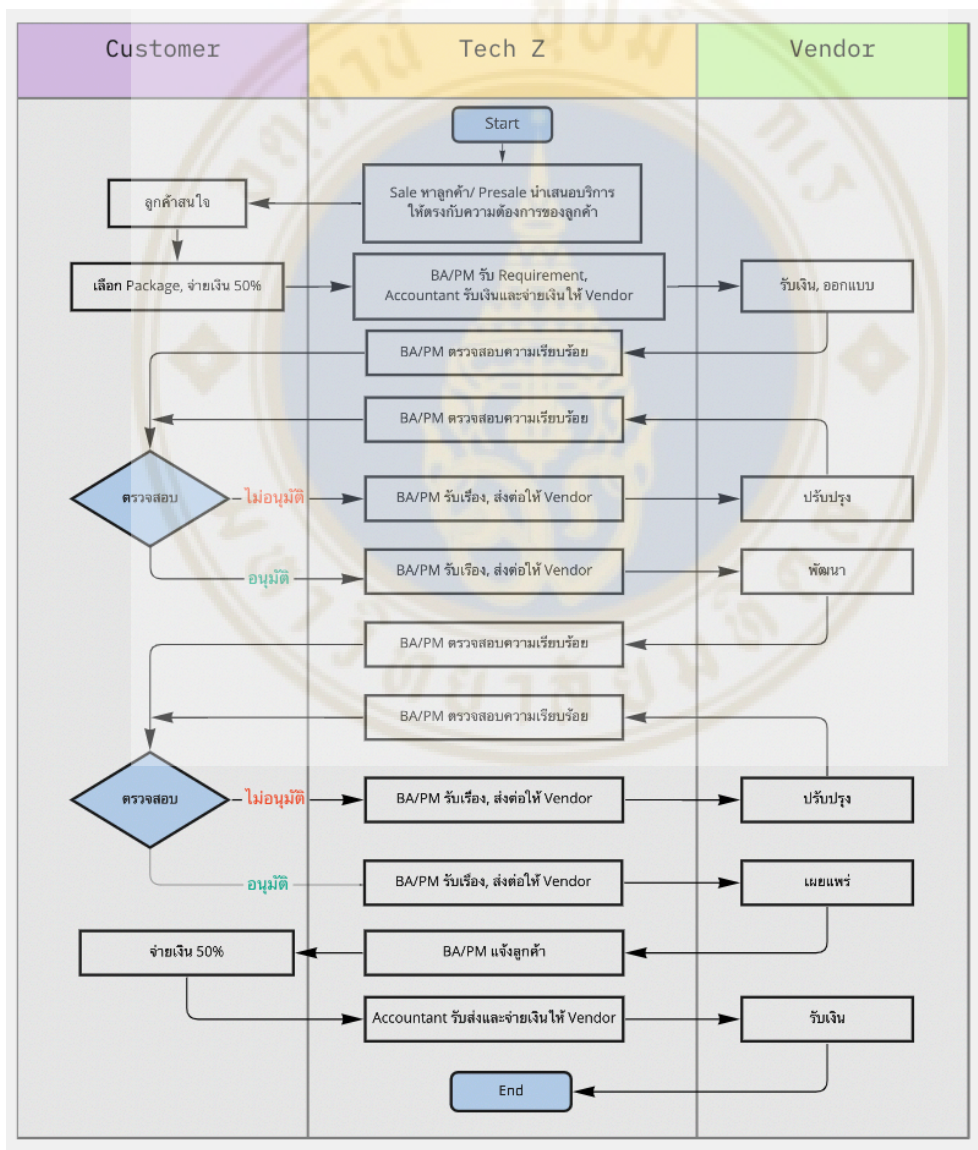 Customer
Tech Z
Vendor
Start
Sale หาลูกค้า/ Presale นำเสนอบริการ
ให้ตรงกับความต้องการของลูกค้า
ลูกค้าสนใจ
เลือก Package, จ่ายเงิน 50%
BA/PM รับ Requirement,
Accountant รับเงินและจ่ายเงินให้ Vendor
รับเงิน, ออกแบบ
BA/PM ตรวจสอบความเรียบร้อย
BA/PM ตรวจสอบความเรียบร้อย
ตรวจสอบ
ไม่อนุมัติ
BA/PM รับเรื่อง, ส่งต่อให้ Vendor
ปรับปรุง
อนุมัติ
BA/PM รับเรื่อง, ส่งต่อให้ Vendor
พัฒนา
BA/PM ตรวจสอบความเรียบร้อย
BA/PM ตรวจสอบความเรียบร้อย
ตรวจสอบ
ไม่อนุมัติ
BA/PM รับเรื่อง, ส่งต่อให้ Vendor
ปรับปรุง
อนุมัติ
BA/PM รับเรื่อง, ส่งต่อให้ Vendor
เผยแพร่
จ่ายเงิน 50%
BA/PM แจ้งลูกค้า
Accountant รับส่งและจ่ายเงินให้ Vendor
รับเงิน
End
มหาวิทยาลัยมหิดล